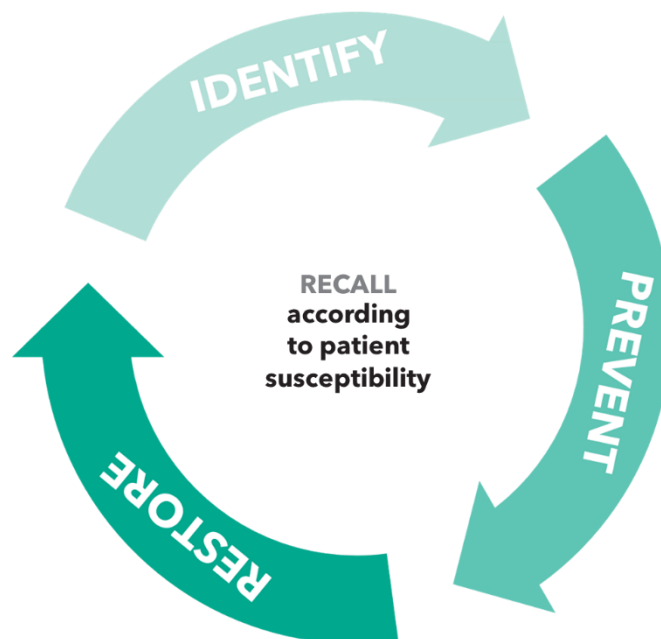 IDENTIFY
PREVENT
RESTORE
RECALL
according
to patient
susceptibility